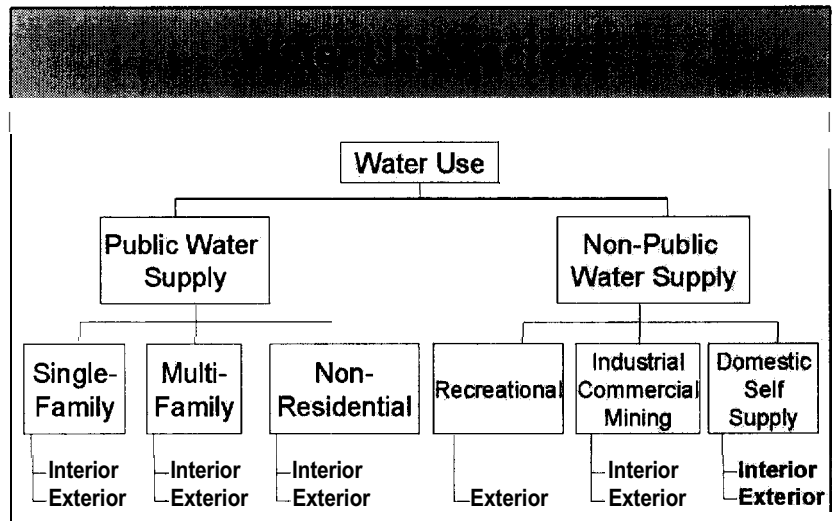 Water Use
Public Water
Supply
Non-Public
Water Supply
Single-
Family
Multi-
Family
Non-
Residential
Recreational
Industrial
Commercial
Mining
Domestic
Self
Supply
Interior
Exterior
Interior
Exterior
Interior
Exterior
Exterior
Interior
Exterior
Interior
Exterior